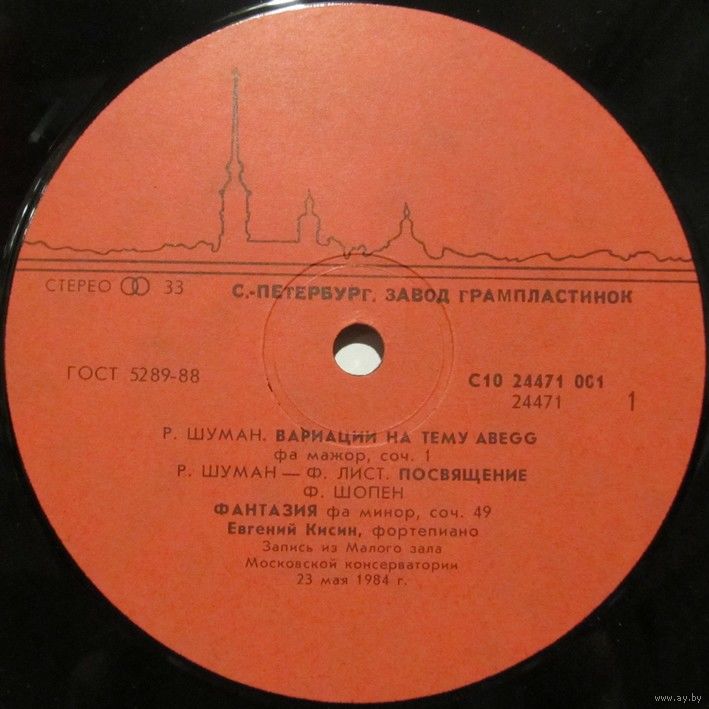 СТЕРЕО 33 С.-ПЕТЕРБУРГ. ЗАВОД ГРАМПЛАСТИНОК
ГОСТ 5289-88 С10 24471 001
24471 1
Р. ШУМАН. ВАРИАЦИИ НА ТЕМУ ABEGG
фа мажор, соч. 1
Р. ШУМАН — Ф. ЛИСТ. ПОСВЯЩЕНИЕ
Ф. ШОПЕН
ФАНТАЗИЯ фа минор, соч. 49
Евгений Кисин, фортепиано
Запись из Малого зала
Московской консерватории
23 мая 1984 г.
www.ay.by